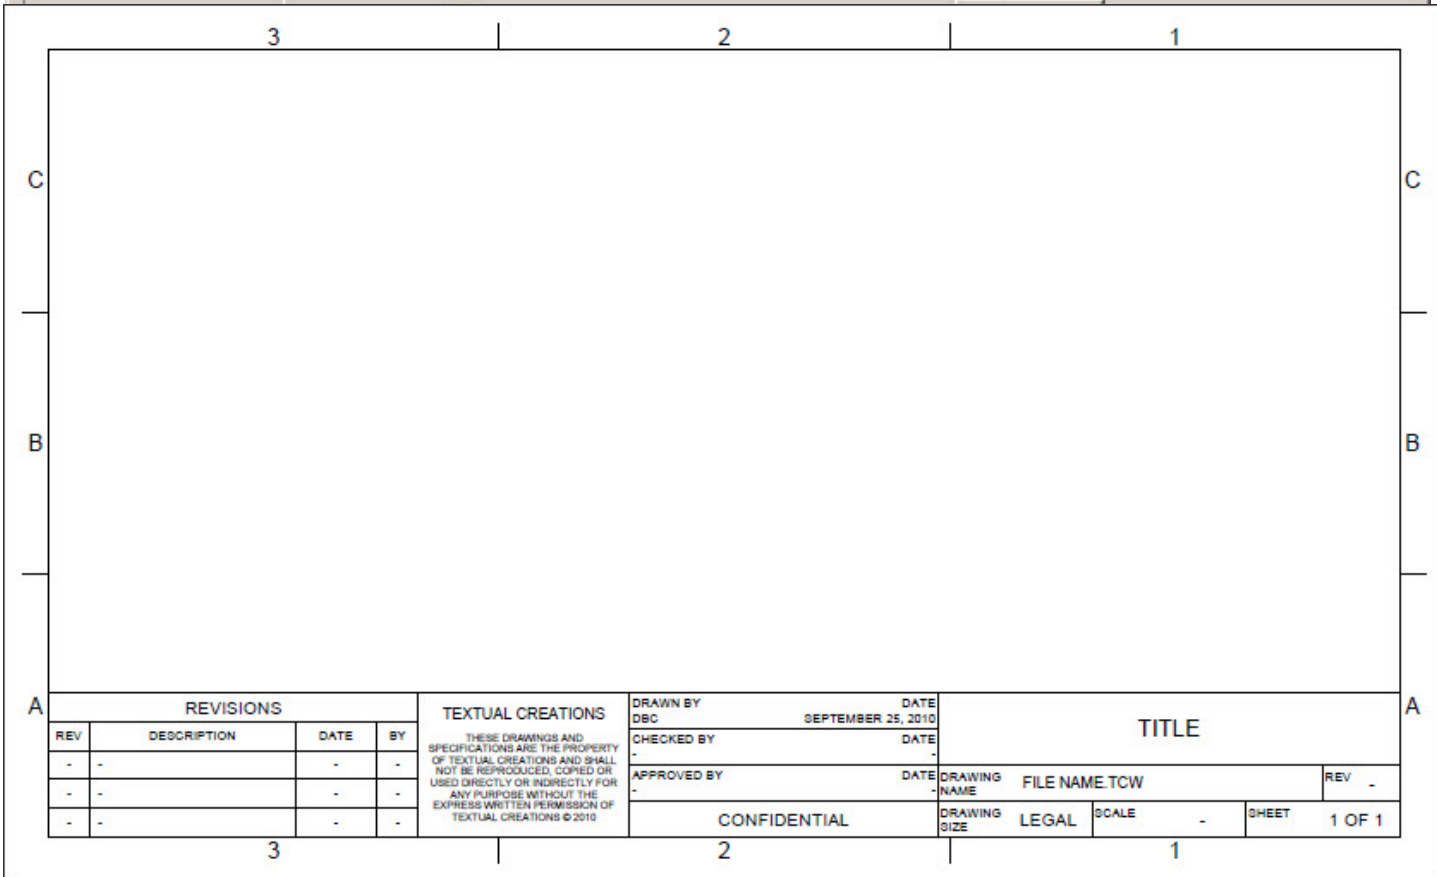 3 2 1
C C
B B
A A
REVISIONS
REV DESCRIPTION DATE BY
- - - -
- - - -
- - - -
TEXTUAL CREATIONS
THESE DRAWINGS AND
SPECIFICATIONS ARE THE PROPERTY
OF TEXTUAL CREATIONS AND SHALL
NOT BE REPRODUCED, COPIED OR
USED DIRECTLY OR INDIRECTLY FOR
ANY PURPOSE WITHOUT THE
EXPRESS WRITTEN PERMISSION OF
TEXTUAL CREATIONS © 2010
DRAWN BY DATE
DBC SEPTEMBER 25, 2010
CHECKED BY DATE
- -
APPROVED BY DATE
- -
CONFIDENTIAL
TITLE
DRAWING NAME FILE NAME.TCW REV -
DRAWING SIZE LEGAL SCALE - SHEET 1 OF 1
3 2 1